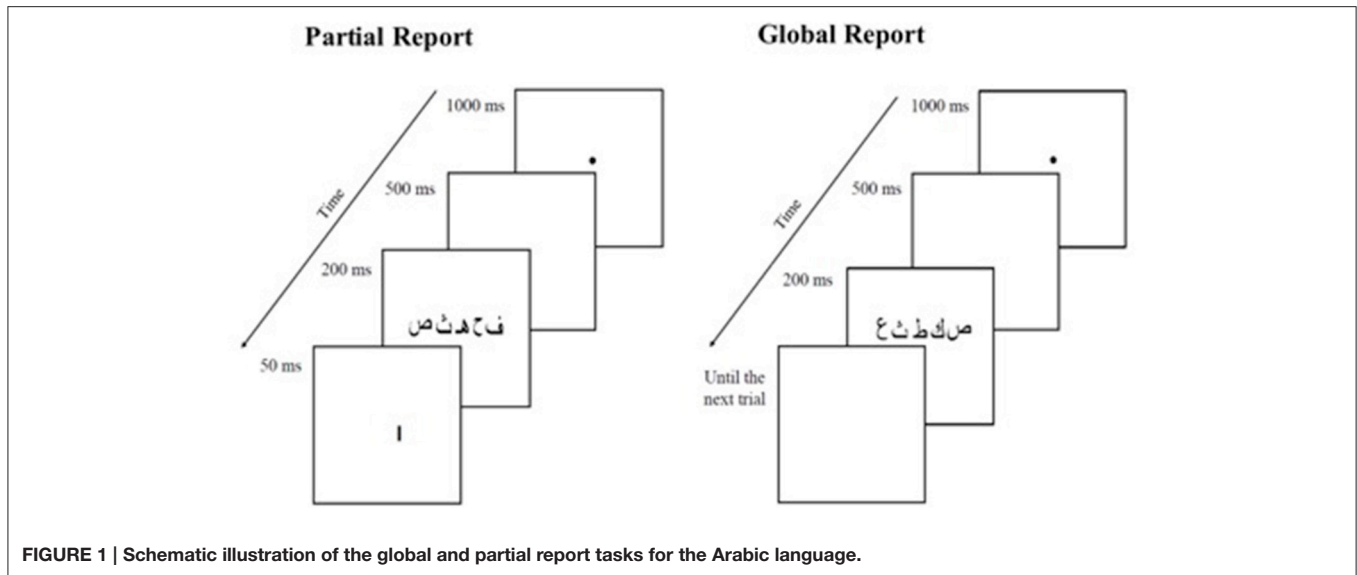 Partial Report
1000 ms
500 ms
200 ms
50 ms
Time
ف ح هـ ث ص
ا
Global Report
1000 ms
500 ms
200 ms
Until the
next trial
Time
ص ك ط ث ع
FIGURE 1 | Schematic illustration of the global and partial report tasks for the Arabic language.